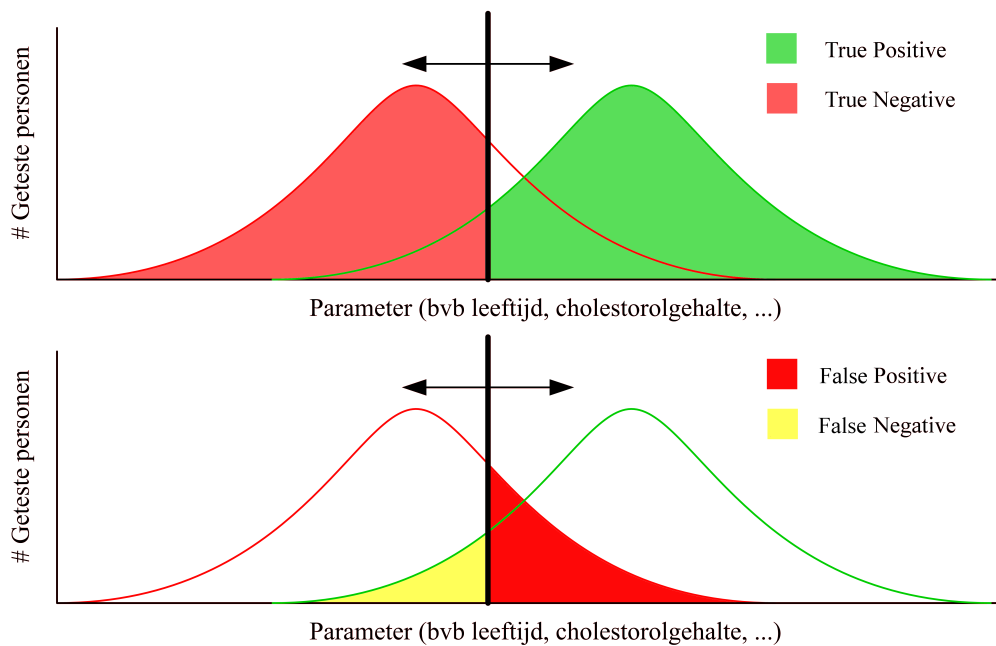 # Geteste personen
True Positive
True Negative
Parameter (bvb leeftijd, cholestorolgehalte, ...)
# Geteste personen
False Positive
False Negative
Parameter (bvb leeftijd, cholestorolgehalte, ...)